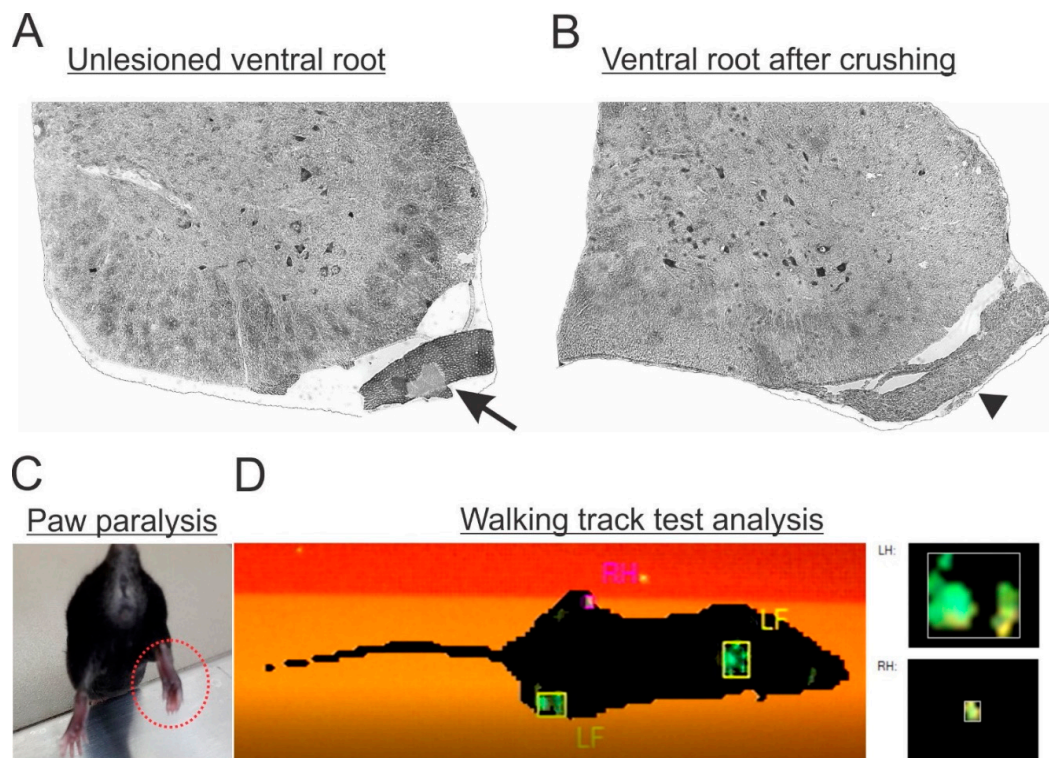 A
Unlesioned ventral root
B
Ventral root after crushing
C
Paw paralysis
D
Walking track test analysis
RH
LF
LF
LH:
RH: